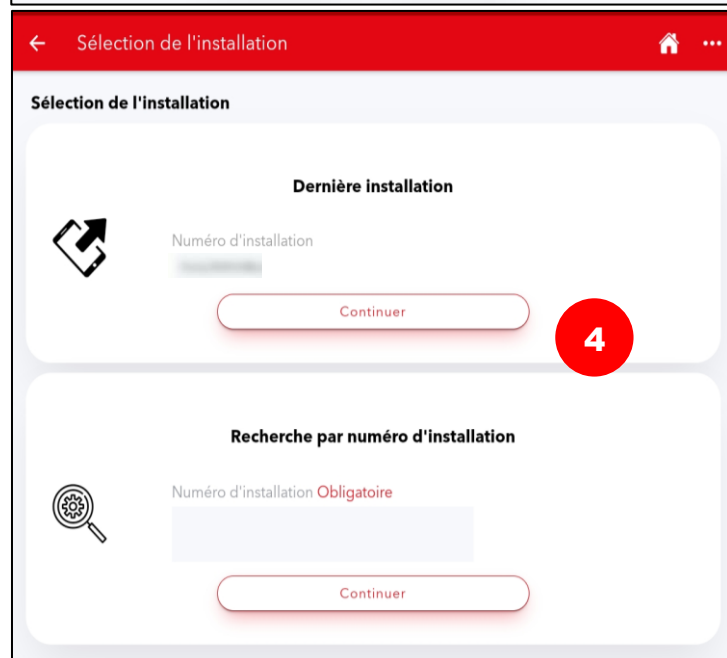 Sélection de l'installation
Sélection de l'installation
Dernière installation
Numéro d'installation
Continuer
4
Recherche par numéro d'installation
Numéro d'installation Obligatoire
Continuer